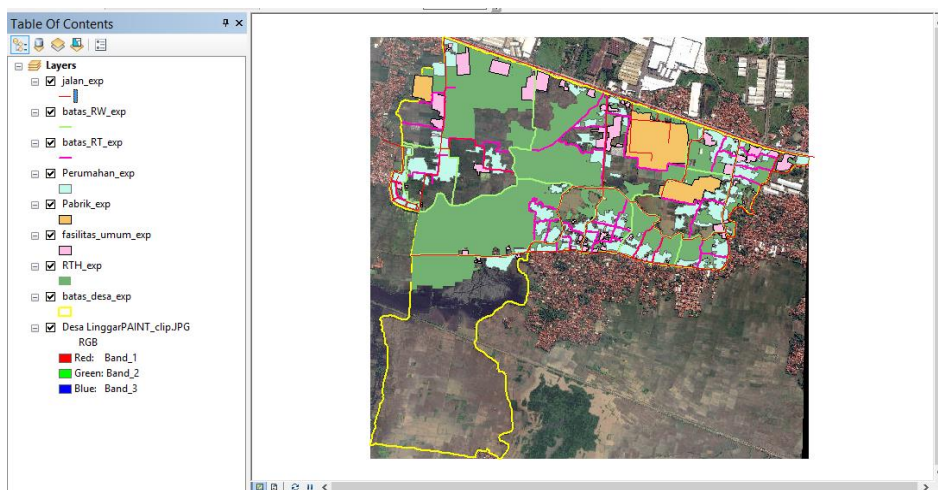 Table Of Contents
Layers
jalan_exp
batas_RW_exp
batas_RT_exp
Perumahan_exp
Pabrik_exp
fasilitas_umum_exp
RTH_exp
batas_desa_exp
Desa LinggarPAINT_clip.JPG
RGB
Red: Band_1
Green: Band_2
Blue: Band_3